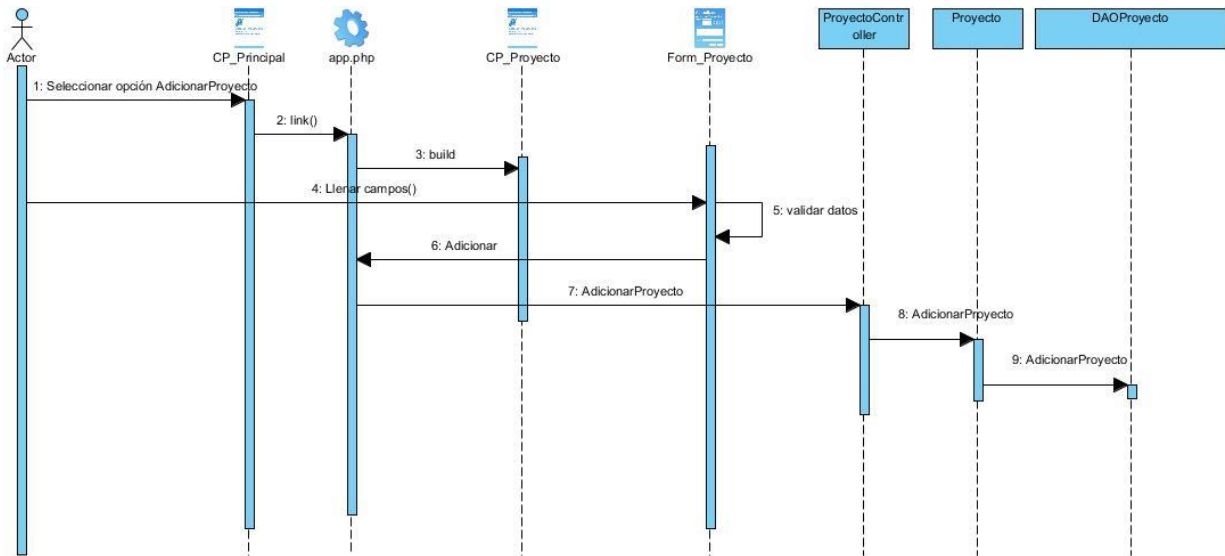 ProyectoContr
oller
Proyecto
DAOProyecto
Actor
CP_Principal
app.php
CP_Proyecto
Form_Proyecto
1: Seleccionar opción AdicionarProyecto
2: link()
3: build
4: Llenar campos()
5: validar datos
6: Adicionar
7: AdicionarProyecto
8: AdicionarProyecto
9: AdicionarProyecto